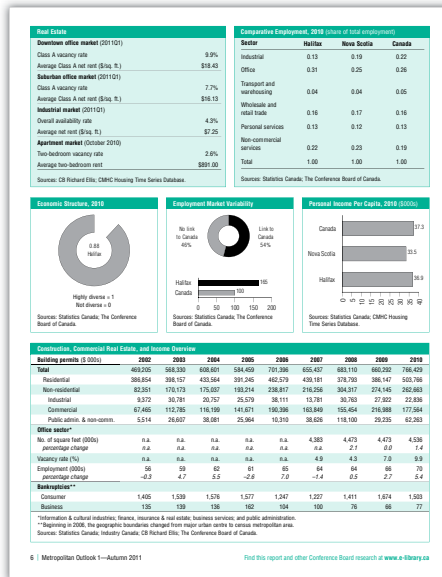 Real Estate
Downtown office market (2011Q1)
Class A vacancy rate 9.9%
Average Class A net rent ($/sq. ft.) $18.43
Suburban office market (2011Q1)
Class A vacancy rate 7.7%
Average Class A net rent ($/sq. ft.) $16.13
Industrial market (2011Q1)
Overall availability rate 4.3%
Average net rent ($/sq. ft.) $7.25
Apartment market (October 2010)
Two-bedroom vacancy rate 2.6%
Average two-bedroom rent $891.00
Sources: CB Richard Ellis; CMHC Housing Time Series Database.
Comparative Employment, 2010 (share of total employment)
Sector Halifax Nova Scotia Canada
Industrial 0.13 0.19 0.22
Office 0.31 0.25 0.26
Transport and
warehousing 0.04 0.04 0.05
Wholesale and
retail trade 0.16 0.17 0.16
Personal services 0.13 0.12 0.13
Non-commercial
services 0.22 0.23 0.19
Total 1.00 1.00 1.00
Sources: Statistics Canada; The Conference Board of Canada.
Economic Structure, 2010
0.88
Halifax
Highly diverse = 1
Not diverse = 0
Sources: Statistics Canada; The Conference
Board of Canada.
Employment Market Variability
No link
to Canada
46%
Link to
Canada
54%
Halifax 165
Canada 100
0 50 100 150 200
Sources: Statistics Canada; The Conference
Board of Canada.
Personal Income Per Capita, 2010 ($000s)
Canada 37.3
Nova Scotia 33.5
Halifax 36.9
0 5 10 15 20 25 30 35 40
Sources: Statistics Canada; CMHC Housing
Time Series Database.
Construction, Commercial Real Estate, and Income Overview
Building permits ($ 000s) 2002 2003 2004 2005 2006 2007 2008 2009 2010
Total 469,205 568,330 608,601 584,459 701,396 655,437 683,110 660,292 766,429
Residential 386,854 398,157 433,564 391,245 462,579 439,181 378,793 386,147 503,766
Non-residential 82,351 170,173 175,037 193,214 238,817 216,256 304,317 274,145 262,663
Industrial 9,372 30,781 20,757 25,579 38,111 13,781 30,763 27,922 22,836
Commercial 67,465 112,785 116,199 141,671 190,396 163,849 155,454 216,988 177,564
Public admin. & non-comm. 5,514 26,607 38,081 25,964 10,310 38,626 118,100 29,235 62,263
Office sector*
No. of square feet (000s) n.a. n.a. n.a. n.a. n.a. 4,383 4,473 4,473 4,536
percentage change n.a. n.a. n.a. n.a. n.a. n.a. 2.1 0.0 1.4
Vacancy rate (%) n.a. n.a. n.a. n.a. n.a. 4.9 4.3 7.0 9.9
Employment (000s) 56 59 62 61 65 64 64 66 70
percentage change –0.3 4.7 5.5 –2.6 7.0 –1.4 0.5 2.7 5.4
Bankruptcies**
Consumer 1,405 1,539 1,576 1,577 1,247 1,227 1,411 1,674 1,503
Business 135 139 136 162 104 100 76 66 77
*Information & cultural industries; finance, insurance & real estate; business services; and public administration.
**Beginning in 2006, the geographic boundaries changed from major urban centre to census metropolitan area.
Sources: Statistics Canada; Industry Canada; CB Richard Ellis; The Conference Board of Canada.
6 | Metropolitan Outlook 1—Autumn 2011
Find this report and other Conference Board research at www.e-library.ca